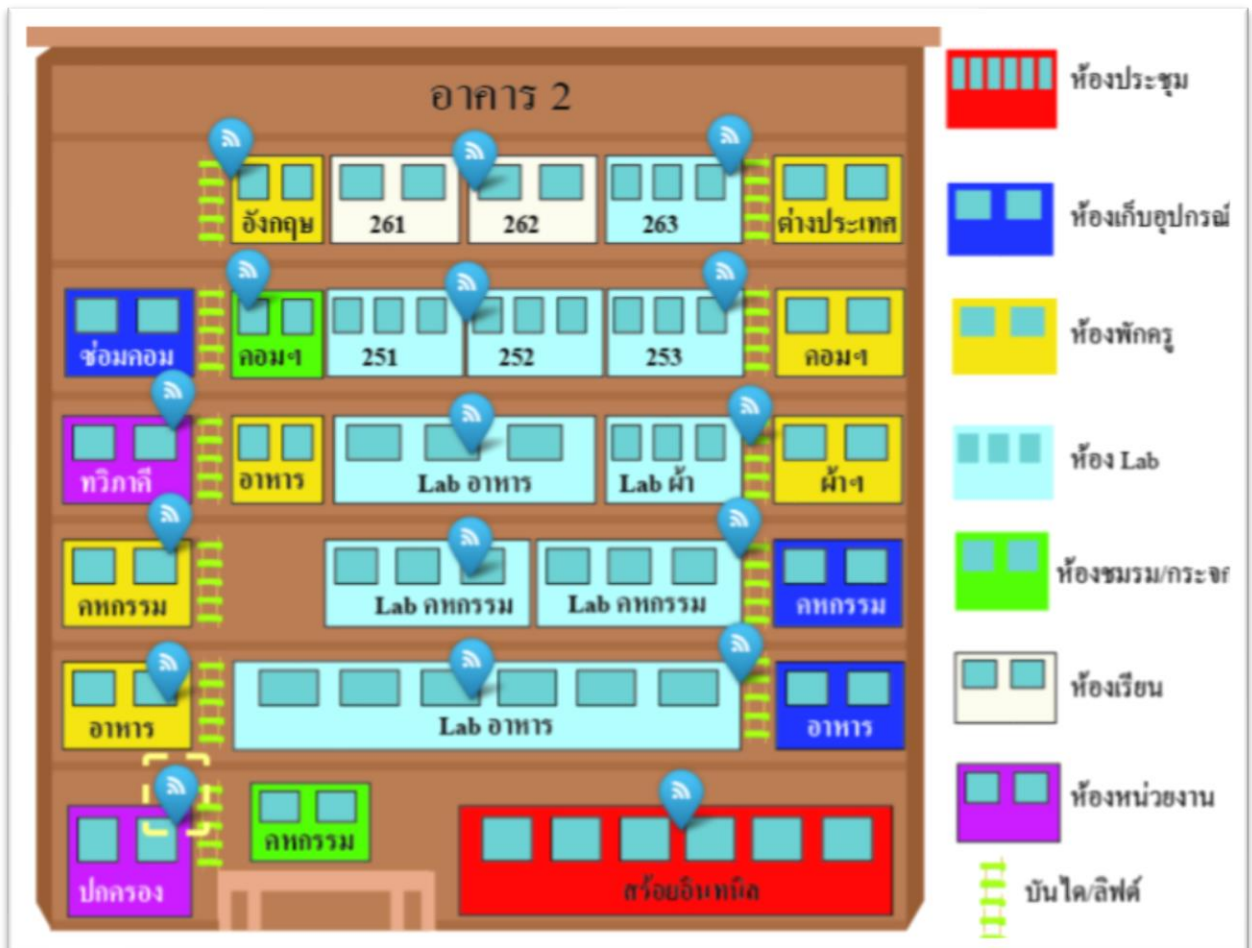 อาคาร 2
ห้องประชุม
อังกฤษ 261 262 263 ต่างประเทศ
ห้องเก็บอุปกรณ์
ซ่อมคอม คอมฯ 251 252 253 คอมฯ
ห้องพักครู
ทวิภาคี อาหาร Lab อาหาร Lab ผ้า ผ้าฯ
ห้อง Lab
คหกรรม Lab คหกรรม Lab คหกรรม คหกรรม
ห้องชมรม/กระจก
อาหาร Lab อาหาร อาหาร
ห้องเรียน
คหกรรม
ปกครอง สร้อยอินทนิล
ห้องหน่วยงาน
บันได/ลิฟต์